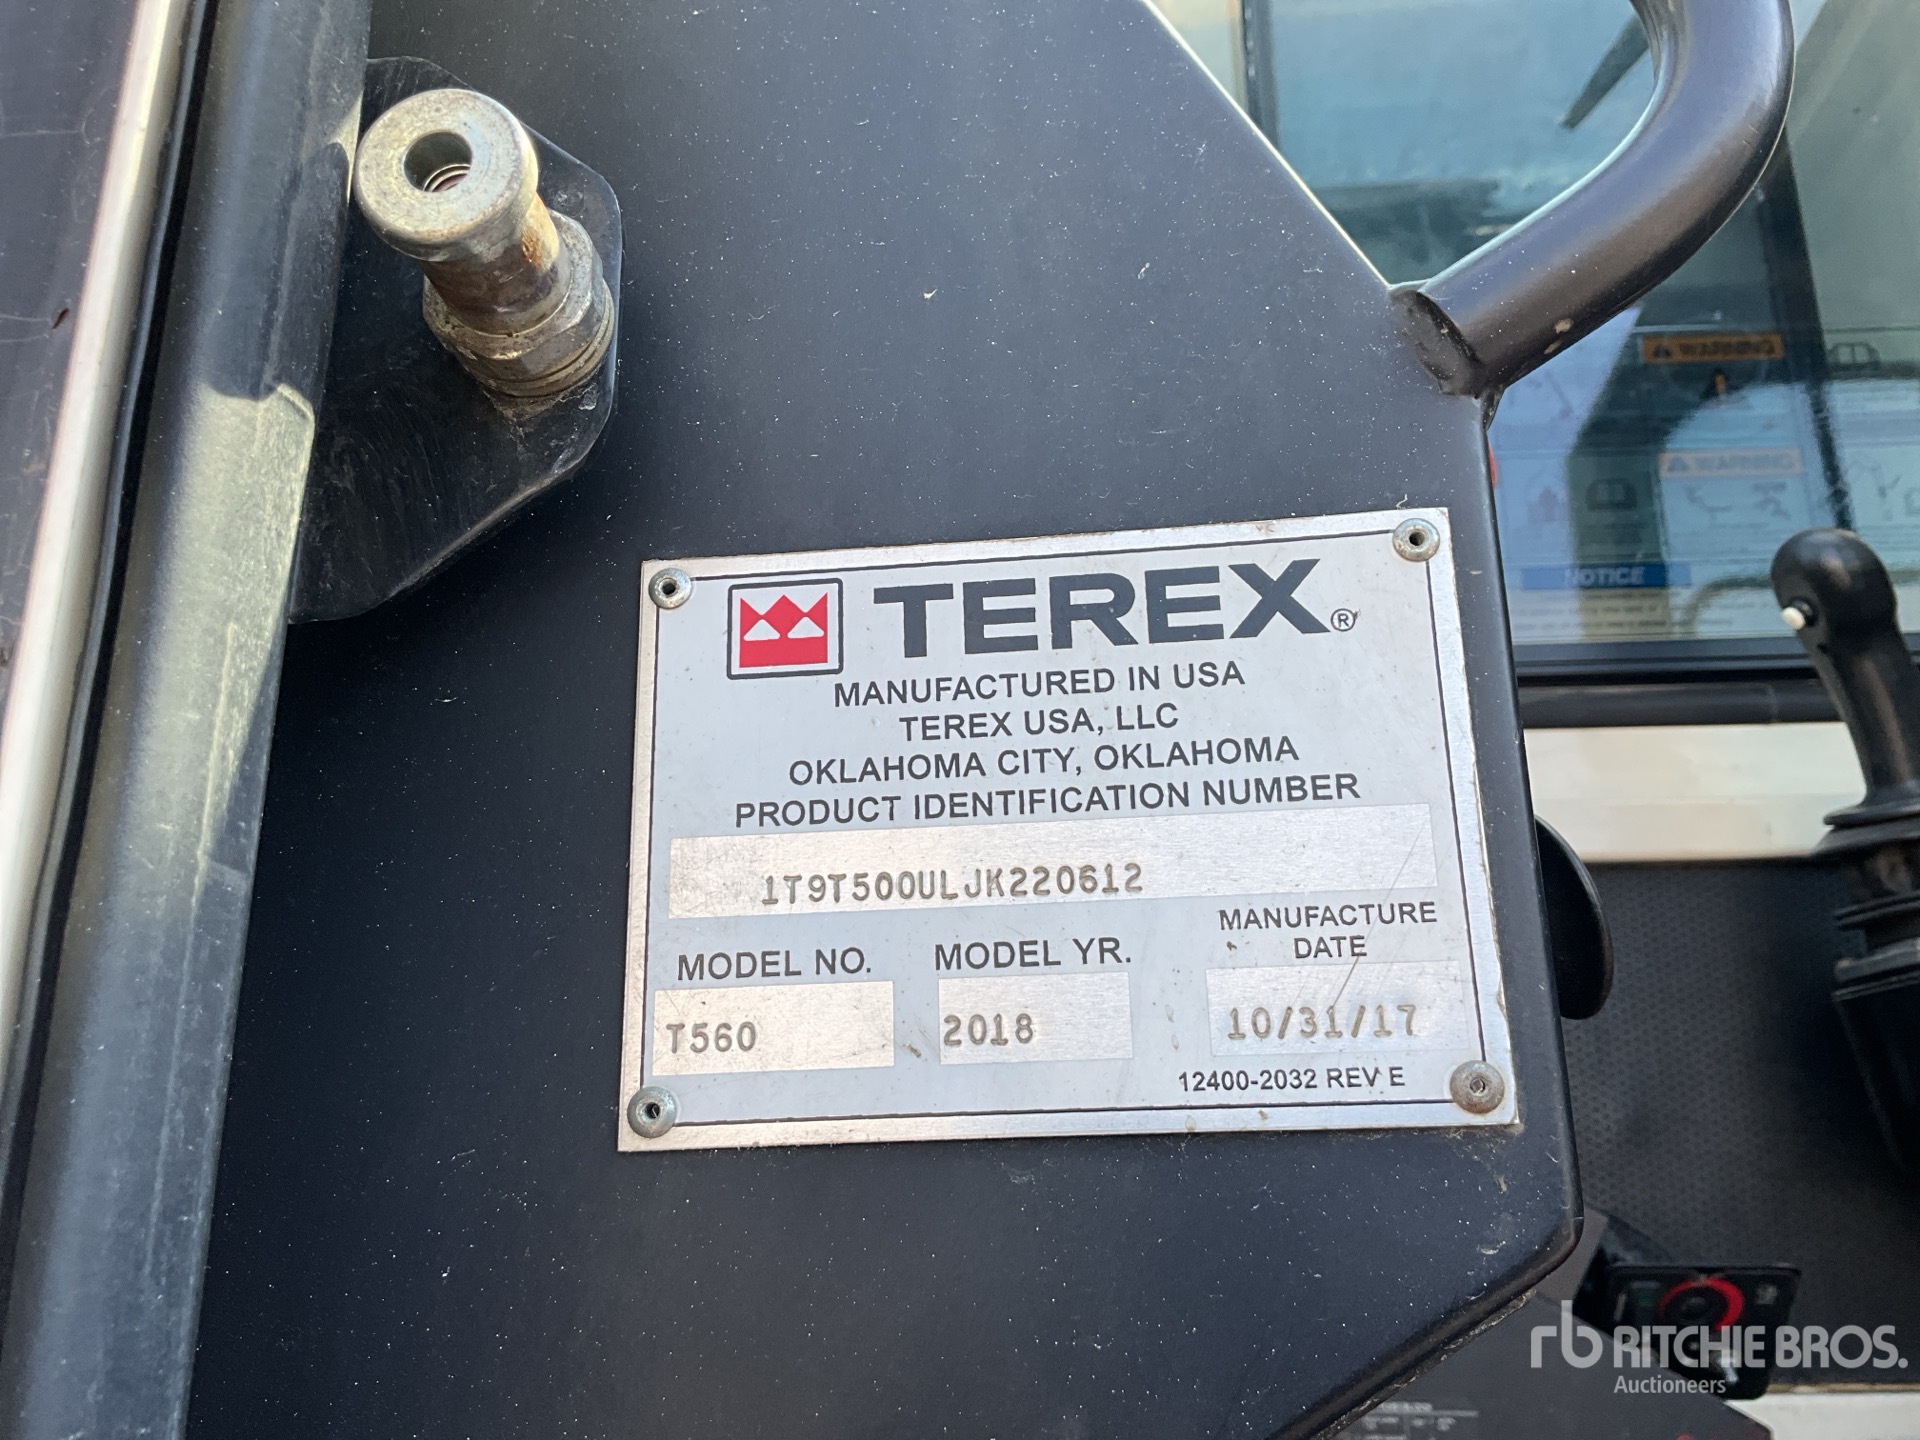 WARNING
WARNING
NOTICE
TEREX®
MANUFACTURED IN USA
TEREX USA, LLC
OKLAHOMA CITY, OKLAHOMA
PRODUCT IDENTIFICATION NUMBER
1T9T500ULJK220612
MODEL NO.
MODEL YR.
MANUFACTURE
DATE
T560
2018
10/31/17
12400-2032 REV E
rb RITCHIE BROS.
Auctioneers